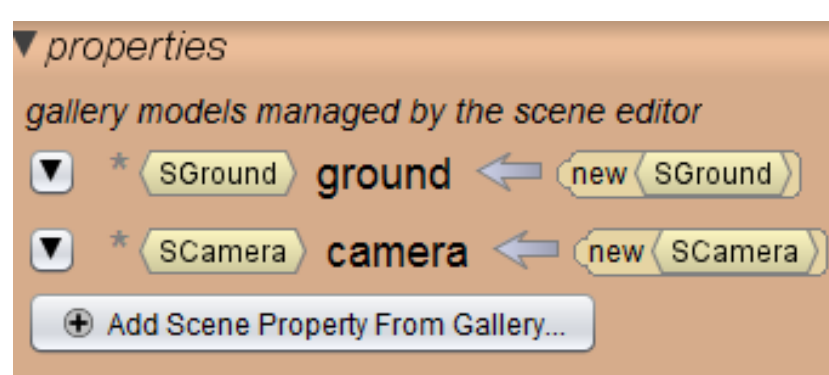 properties
gallery models managed by the scene editor
* SGround ground new SGround
* SCamera camera new SCamera
Add Scene Property From Gallery...